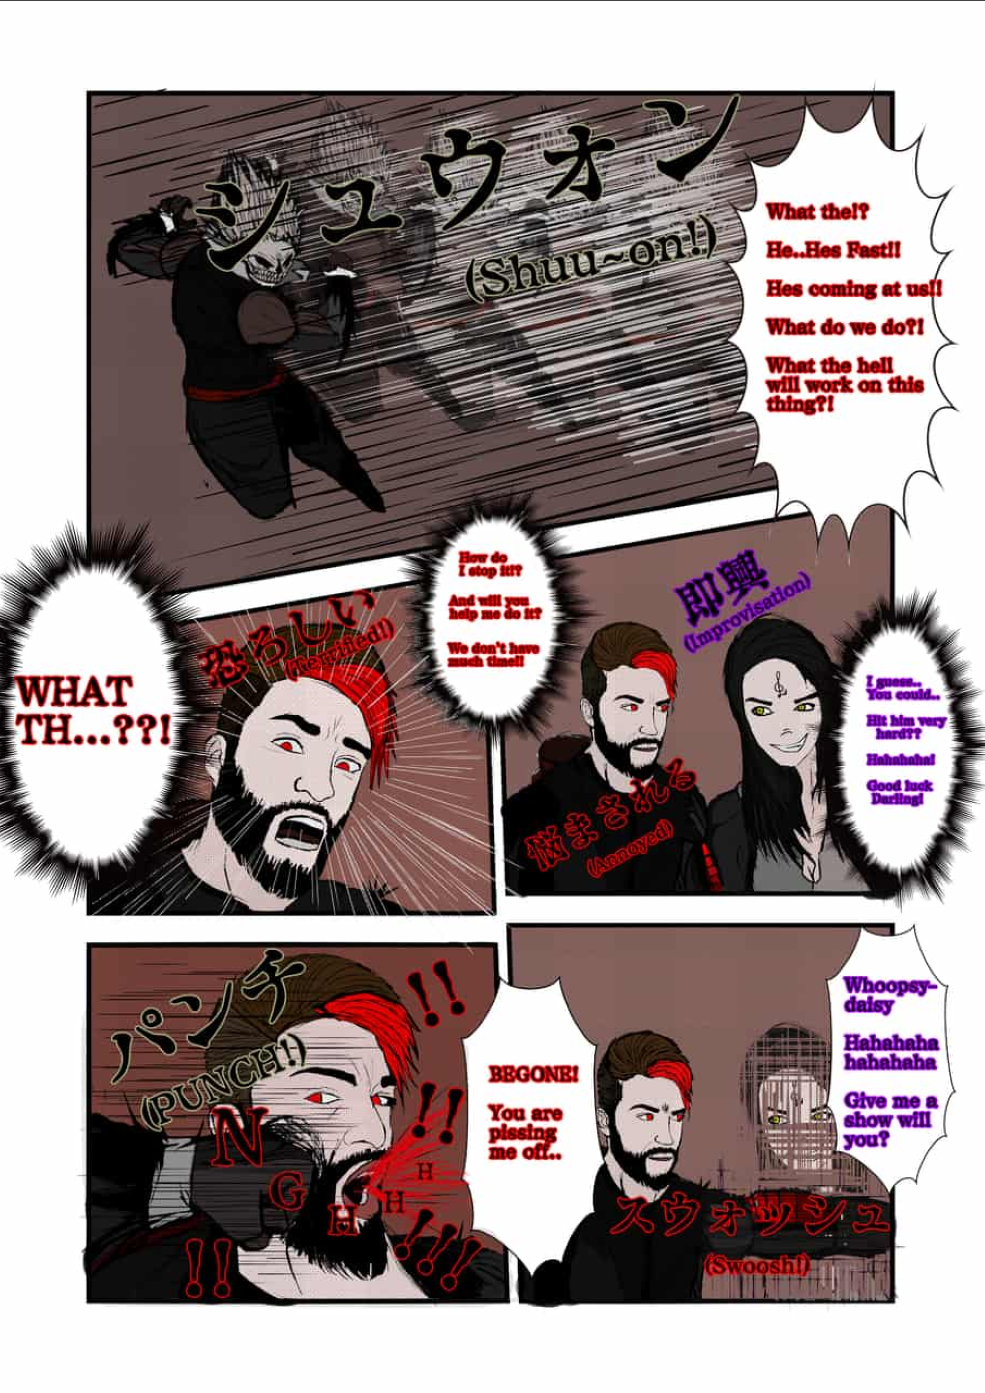 シュウォン
(Shuu~on!)
What the!?
He..Hes Fast!!
Hes coming at us!!
What do we do?!
What the hell
will work on this
thing?!
WHAT
TH...??!
恐ろしい
(Terrified!)
How do
I stop it!?
And will you
help me do it?
We don't have
much time!!
即興
(Improvisation)
I guess..
You could..
Hit him very
hard??
Hahahaha!
Good luck
Darling!
悩まされる
(Annoyed)
パンチ
(PUNCH!)
!!
!!
N
G
H
H
H
!!!!
!!
BEGONE!
You are
pissing
me off..
Whoopsy-
daisy
Hahahaha
hahahaha
Give me a
show will
you?
スウォッシュ
(Swoosh!)